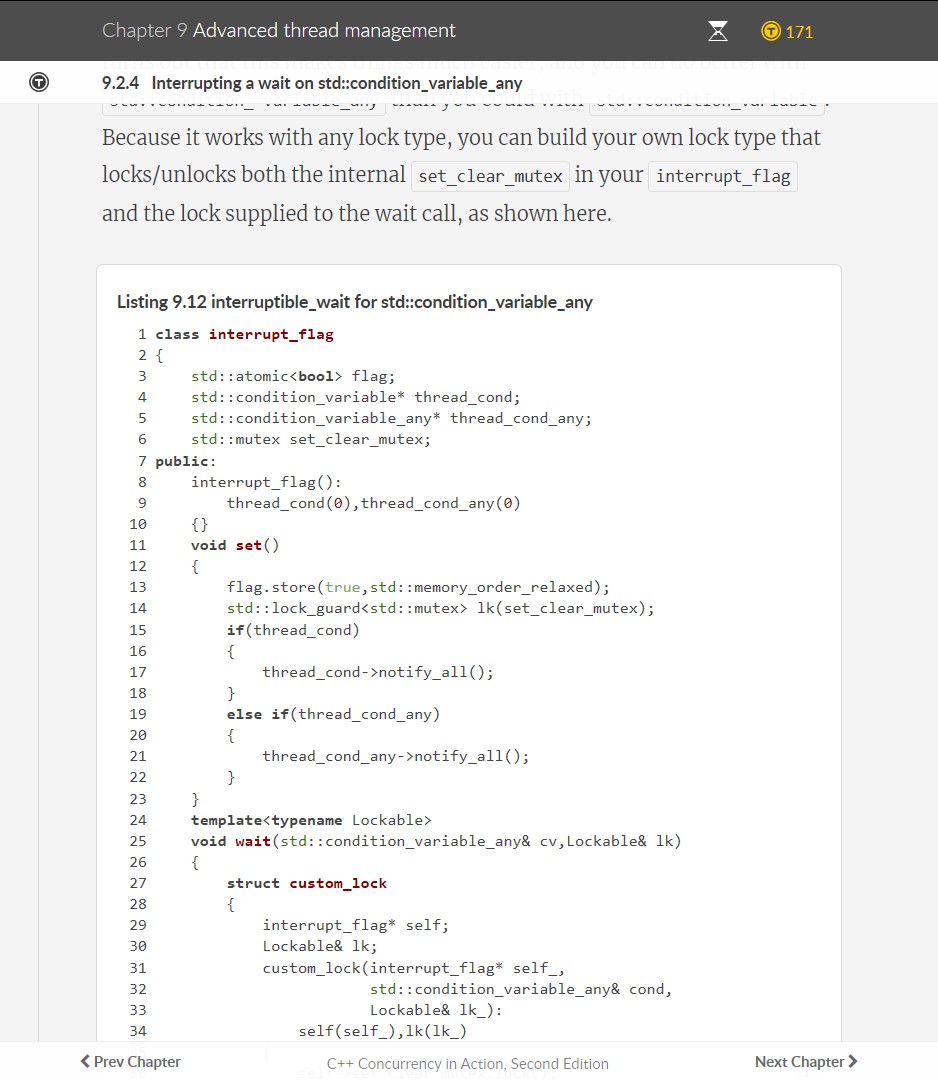 Chapter 9 Advanced thread management
171
9.2.4 Interrupting a wait on std::condition_variable_any
std::condition_ variable_any than you could with std::condition_variable .
Because it works with any lock type, you can build your own lock type that
locks/unlocks both the internal set_clear_mutex in your interrupt_flag
and the lock supplied to the wait call, as shown here.
Listing 9.12 interruptible_wait for std::condition_variable_any
1 class interrupt_flag
2 {
3 std::atomic<bool> flag;
4 std::condition_variable* thread_cond;
5 std::condition_variable_any* thread_cond_any;
6 std::mutex set_clear_mutex;
7 public:
8 interrupt_flag():
9 thread_cond(0),thread_cond_any(0)
10 {}
11 void set()
12 {
13 flag.store(true,std::memory_order_relaxed);
14 std::lock_guard<std::mutex> lk(set_clear_mutex);
15 if(thread_cond)
16 {
17 thread_cond->notify_all();
18 }
19 else if(thread_cond_any)
20 {
21 thread_cond_any->notify_all();
22 }
23 }
24 template<typename Lockable>
25 void wait(std::condition_variable_any& cv,Lockable& lk)
26 {
27 struct custom_lock
28 {
29 interrupt_flag* self;
30 Lockable& lk;
31 custom_lock(interrupt_flag* self_,
32 std::condition_variable_any& cond,
33 Lockable& lk_):
34 self(self_),lk(lk_)
Prev Chapter
C++ Concurrency in Action, Second Edition
Next Chapter